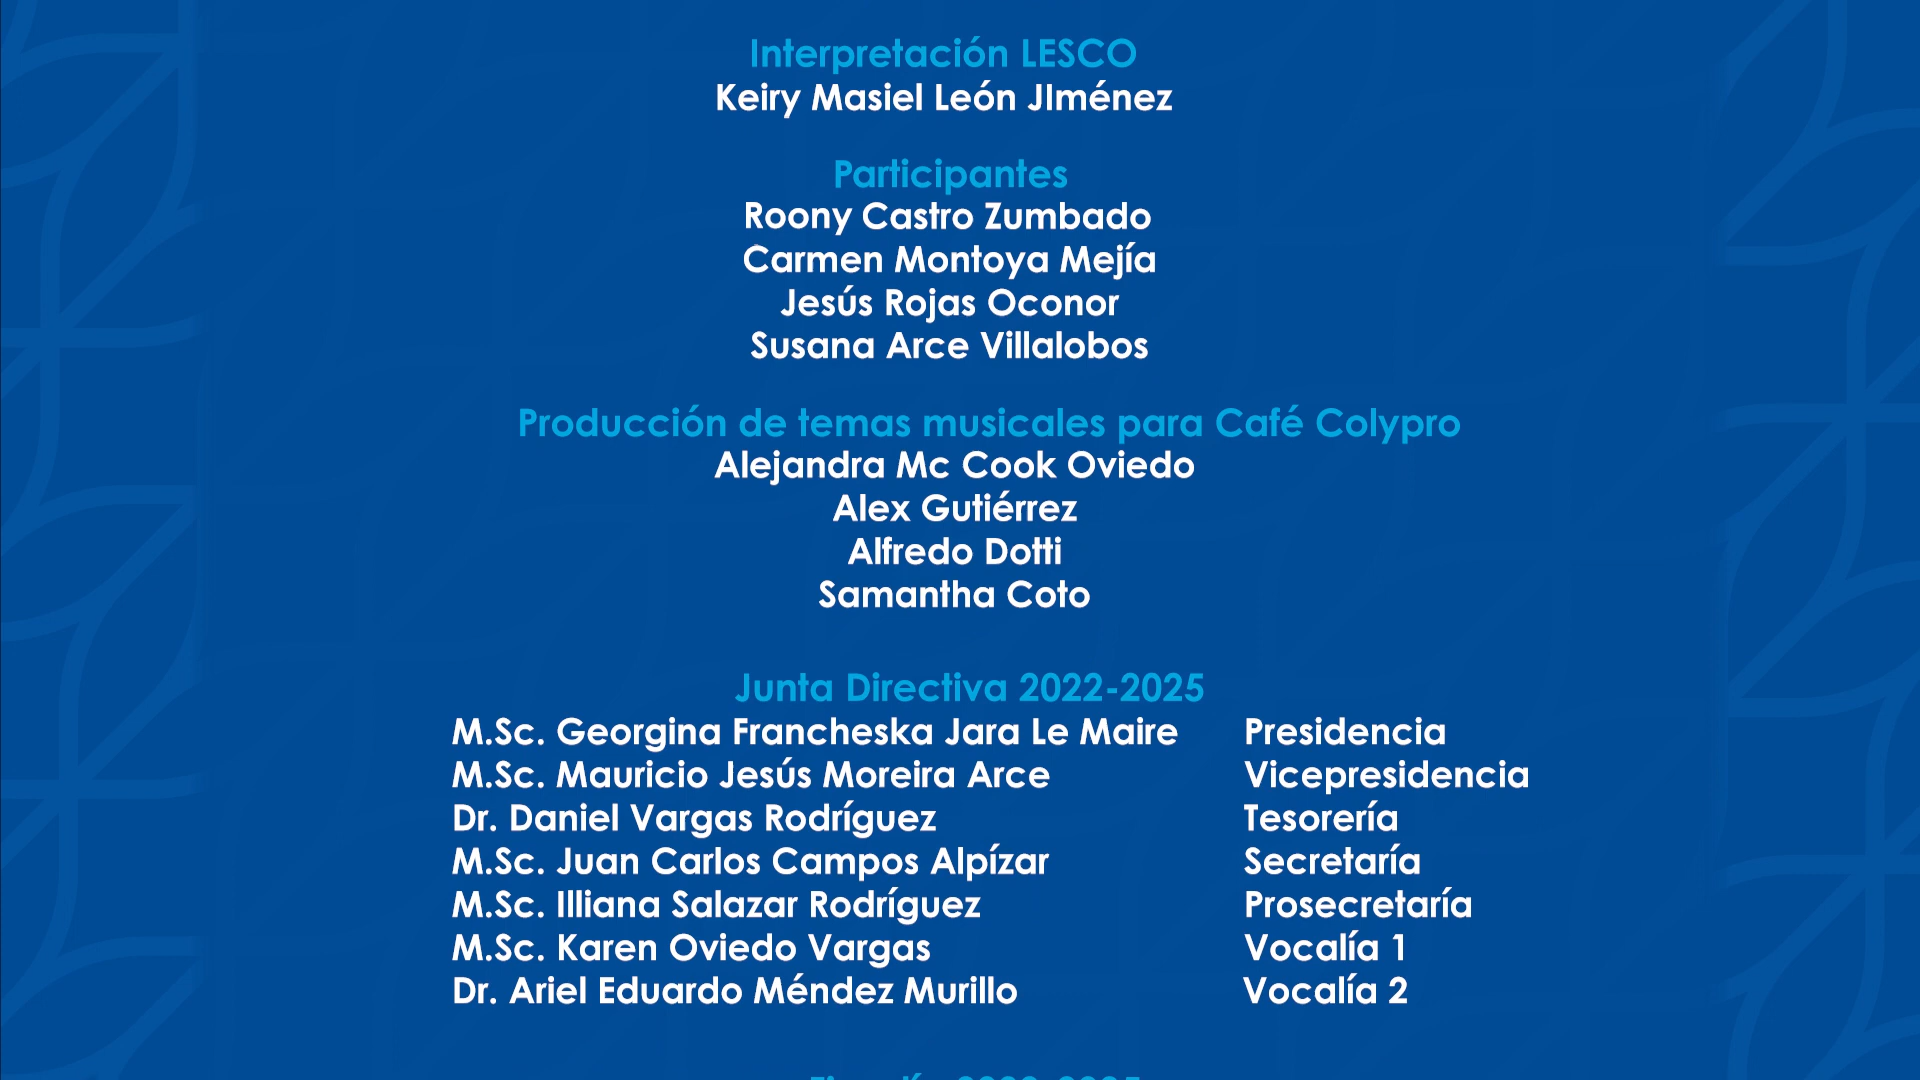 Interpretación LESCO
Keiry Masiel León JIménez
Participantes
Roony Castro Zumbado
Carmen Montoya Mejía
Jesús Rojas Oconor
Susana Arce Villalobos
Producción de temas musicales para Café Colypro
Alejandra Mc Cook Oviedo
Alex Gutiérrez
Alfredo Dotti
Samantha Coto
Junta Directiva 2022-2025
M.Sc. Georgina Francheska Jara Le Maire Presidencia
M.Sc. Mauricio Jesús Moreira Arce Vicepresidencia
Dr. Daniel Vargas Rodríguez Tesorería
M.Sc. Juan Carlos Campos Alpízar Secretaría
M.Sc. Illiana Salazar Rodríguez Prosecretaría
M.Sc. Karen Oviedo Vargas Vocalía 1
Dr. Ariel Eduardo Méndez Murillo Vocalía 2